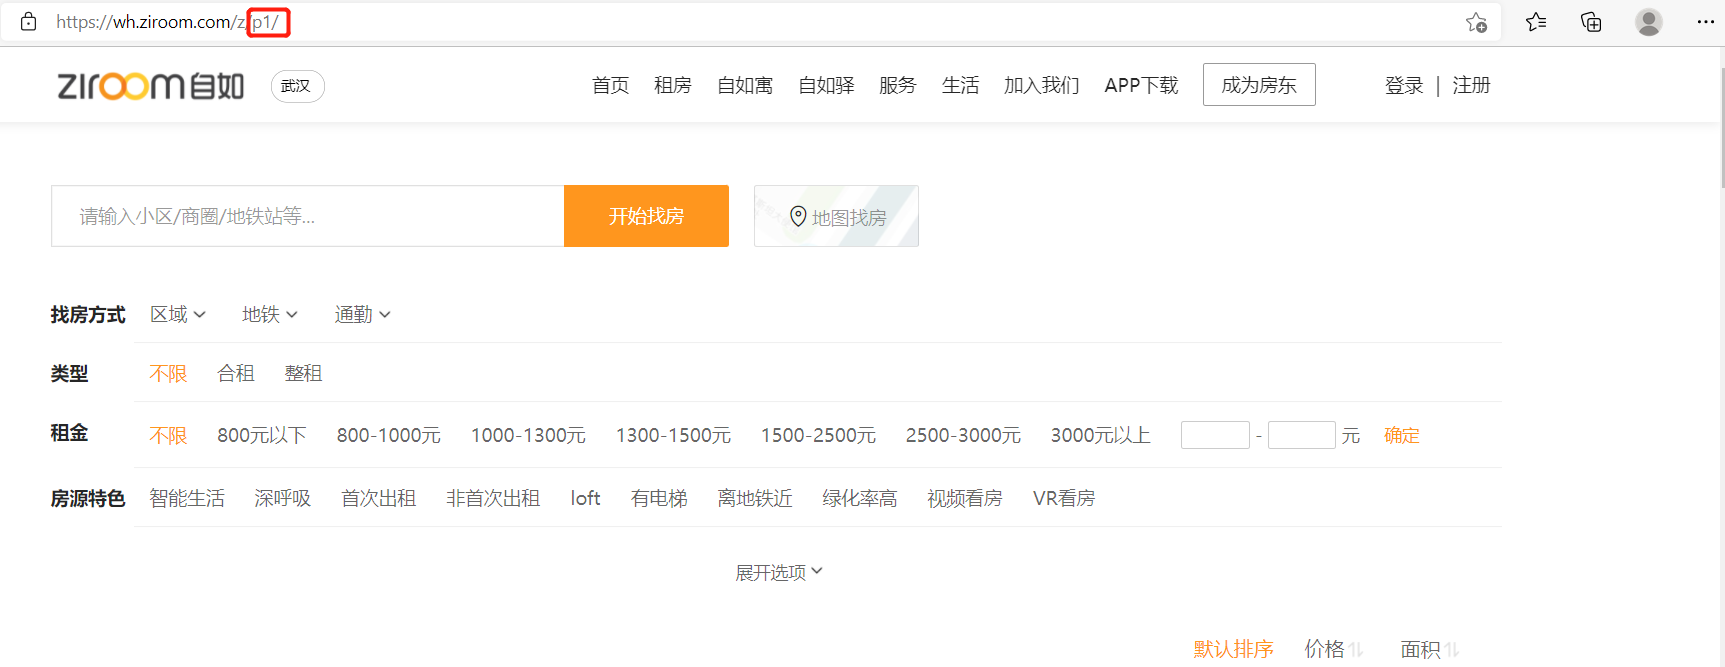 https://wh.ziroom.com/z/p1/
ziroom自如 武汉 首页 租房 自如寓 自如驿 服务 生活 加入我们 APP下载 成为房东 登录 | 注册
请输入小区/商圈/地铁站等... 开始找房 地图找房
找房方式 区域 地铁 通勤
类型 不限 合租 整租
租金 不限 800元以下 800-1000元 1000-1300元 1300-1500元 1500-2500元 2500-3000元 3000元以上 - 元 确定
房源特色 智能生活 深呼吸 首次出租 非首次出租 loft 有电梯 离地铁近 绿化率高 视频看房 VR看房
展开选项
默认排序 价格 面积